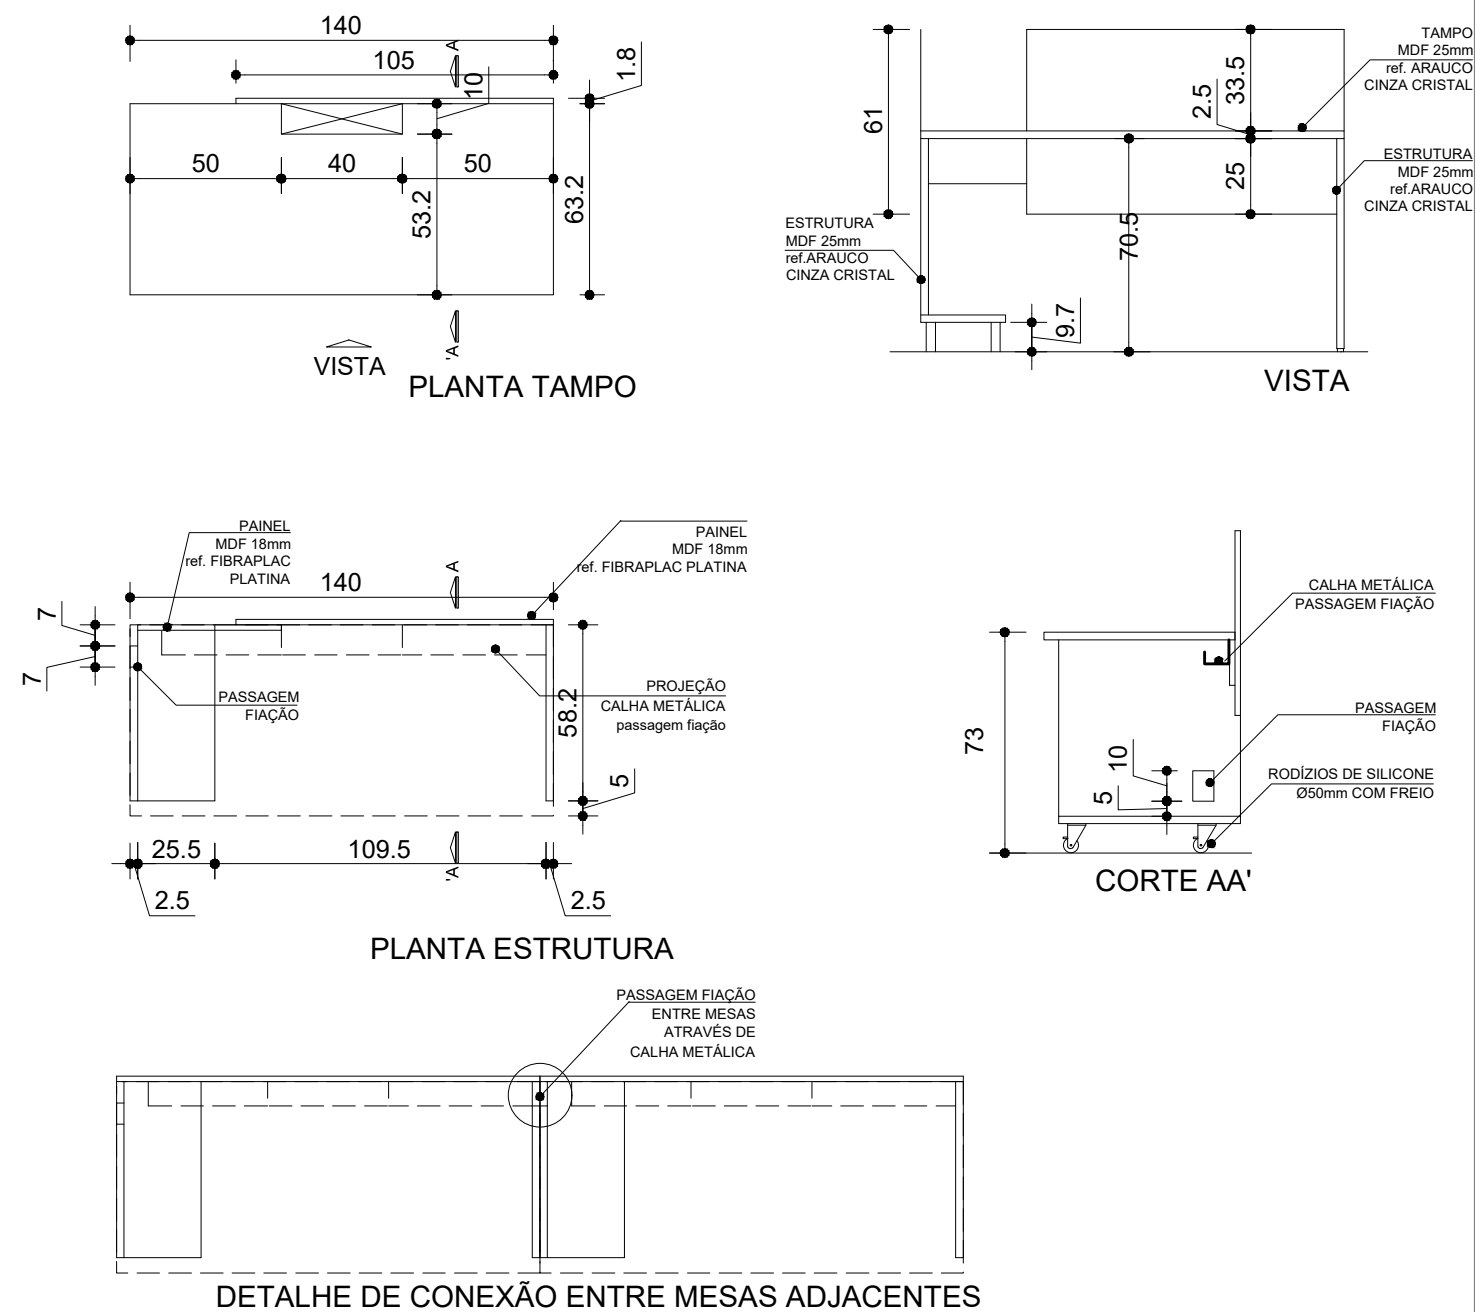 140
105
A
10
1.8
50
40
50
53.2
63.2
A'
VISTA
PLANTA TAMPO
61
2.5
33.5
25
70.5
9.7
TAMPO
MDF 25mm
ref. ARAUCO
CINZA CRISTAL
ESTRUTURA
MDF 25mm
ref.ARAUCO
CINZA CRISTAL
ESTRUTURA
MDF 25mm
ref.ARAUCO
CINZA CRISTAL
VISTA
PAINEL
MDF 18mm
ref. FIBRAPLAC
PLATINA
PAINEL
MDF 18mm
ref. FIBRAPLAC PLATINA
140
A
7
7
PASSAGEM
FIAÇÃO
PROJEÇÃO
CALHA METÁLICA
passagem fiação
58.2
5
25.5
109.5
A'
2.5
2.5
PLANTA ESTRUTURA
CALHA METÁLICA
PASSAGEM FIAÇÃO
73
10
5
PASSAGEM
FIAÇÃO
RODÍZIOS DE SILICONE
Ø50mm COM FREIO
CORTE AA'
PASSAGEM FIAÇÃO
ENTRE MESAS
ATRAVÉS DE
CALHA METÁLICA
DETALHE DE CONEXÃO ENTRE MESAS ADJACENTES